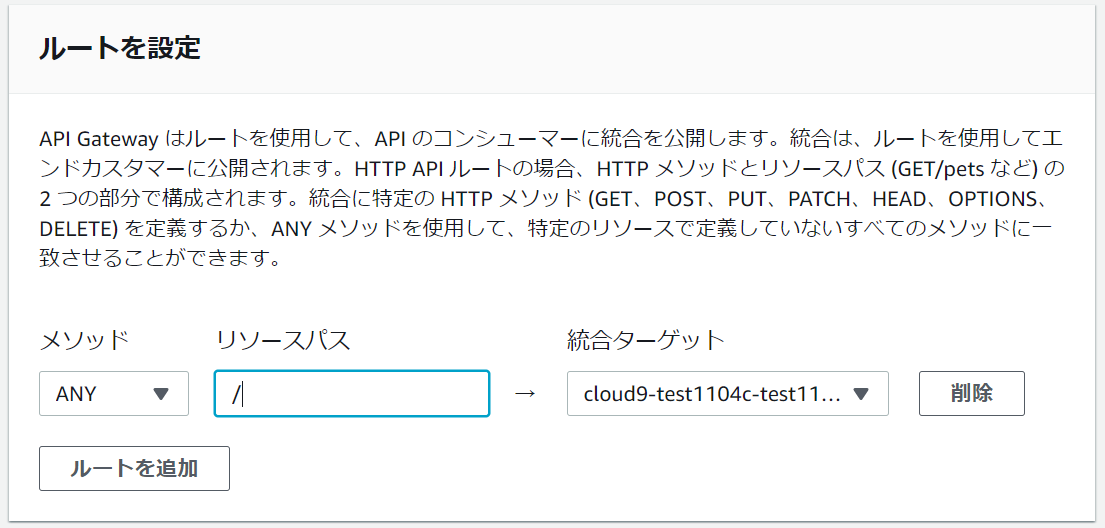 ルートを設定
API Gateway はルートを使用して、API のコンシューマーに統合を公開します。統合は、ルートを使用してエ
ンドカスタマーに公開されます。HTTP API ルートの場合、HTTP メソッドとリソースパス (GET/pets など) の
2 つの部分で構成されます。統合に特定の HTTP メソッド (GET、POST、PUT、PATCH、HEAD、OPTIONS、
DELETE) を定義するか、ANY メソッドを使用して、特定のリソースで定義していないすべてのメソッドに一
致させることができます。
メソッド リソースパス 統合ターゲット
ANY / → cloud9-test1104c-test11... 削除
ルートを追加